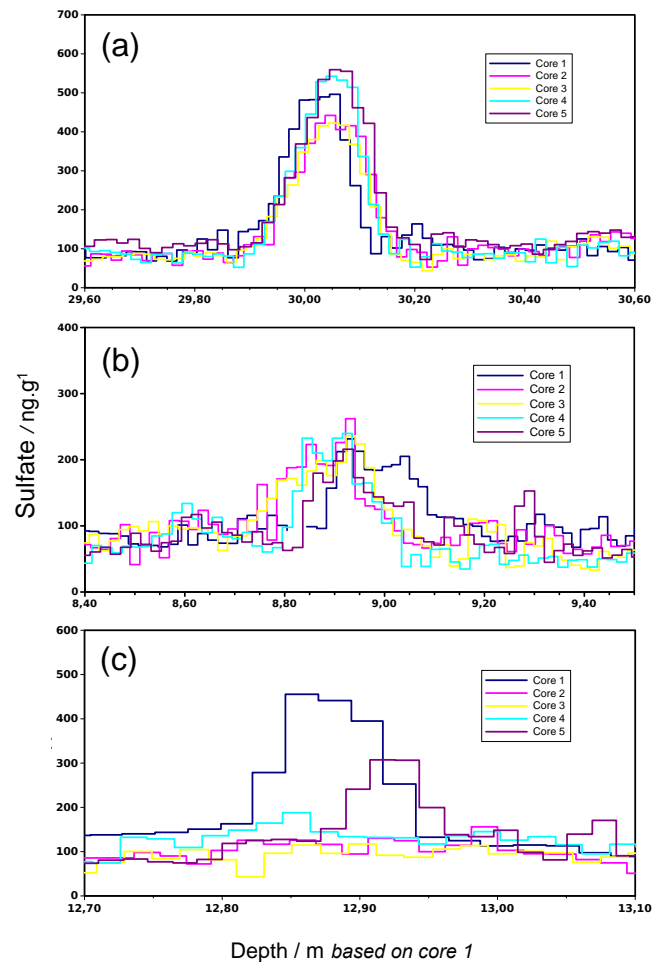 (a)
700
600
500
400
300
200
100
0
Core 1
Core 2
Core 3
Core 4
Core 5
29,60 29,80 30,00 30,20 30,40 30,60
(b)
400
300
200
100
0
Core 1
Core 2
Core 3
Core 4
Core 5
8,40 8,60 8,80 9,00 9,20 9,40
Sulfate / ng.g¹
(c)
600
500
400
300
200
100
0
Core 1
Core 2
Core 3
Core 4
Core 5
12,70 12,80 12,90 13,00 13,10
Depth / m based on core 1